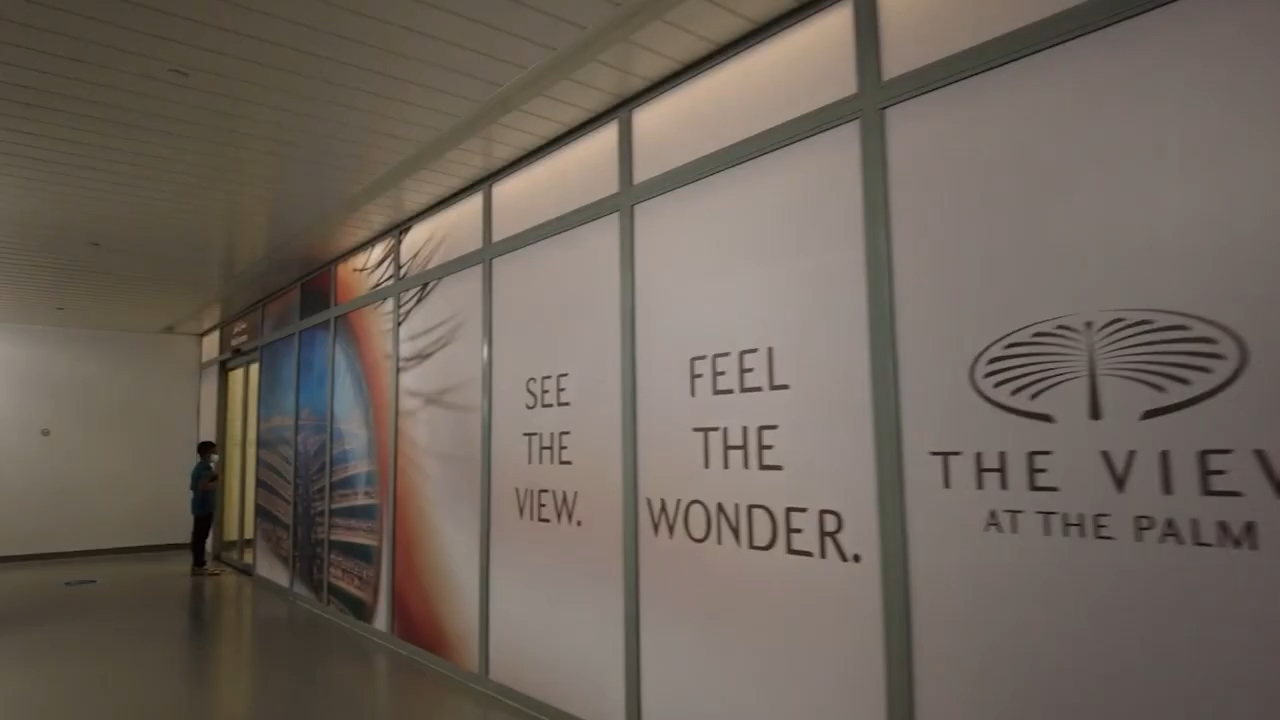 SEE
THE
VIEW.
FEEL
THE
WONDER.
THE VIEW
AT THE PALM